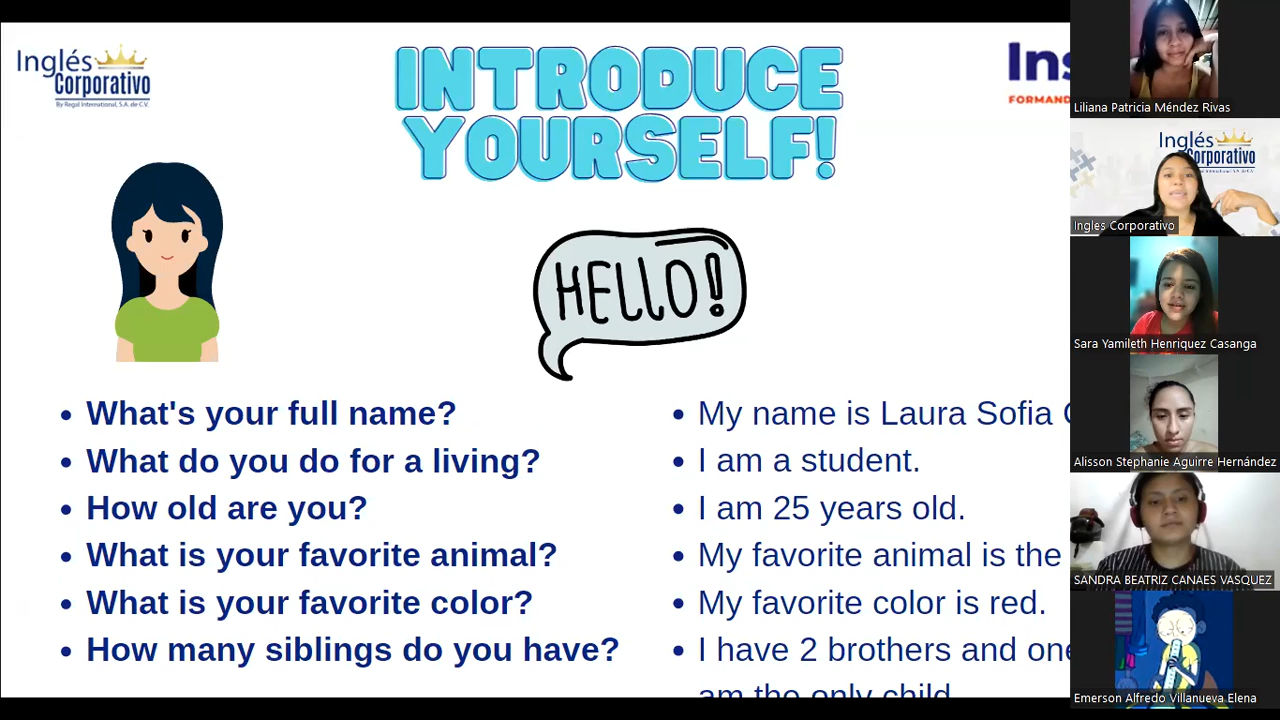 Inglés
Corporativo
By Regal International, S.A. de C.V.
INTRODUCE
YOURSELF!
FORMAND
HELLO!
• What's your full name?
• What do you do for a living?
• How old are you?
• What is your favorite animal?
• What is your favorite color?
• How many siblings do you have?
• My name is Laura Sofia
• I am a student.
• I am 25 years old.
• My favorite animal is the
• My favorite color is red.
• I have 2 brothers and one
am the only child
Liliana Patricia Méndez Rivas
Inglés
Corporativo
Ingles Corporativo
Sara Yamileth Henriquez Casanga
Alisson Stephanie Aguirre Hernández
SANDRA BEATRIZ CANAES VASQUEZ
Emerson Alfredo Villanueva Elena